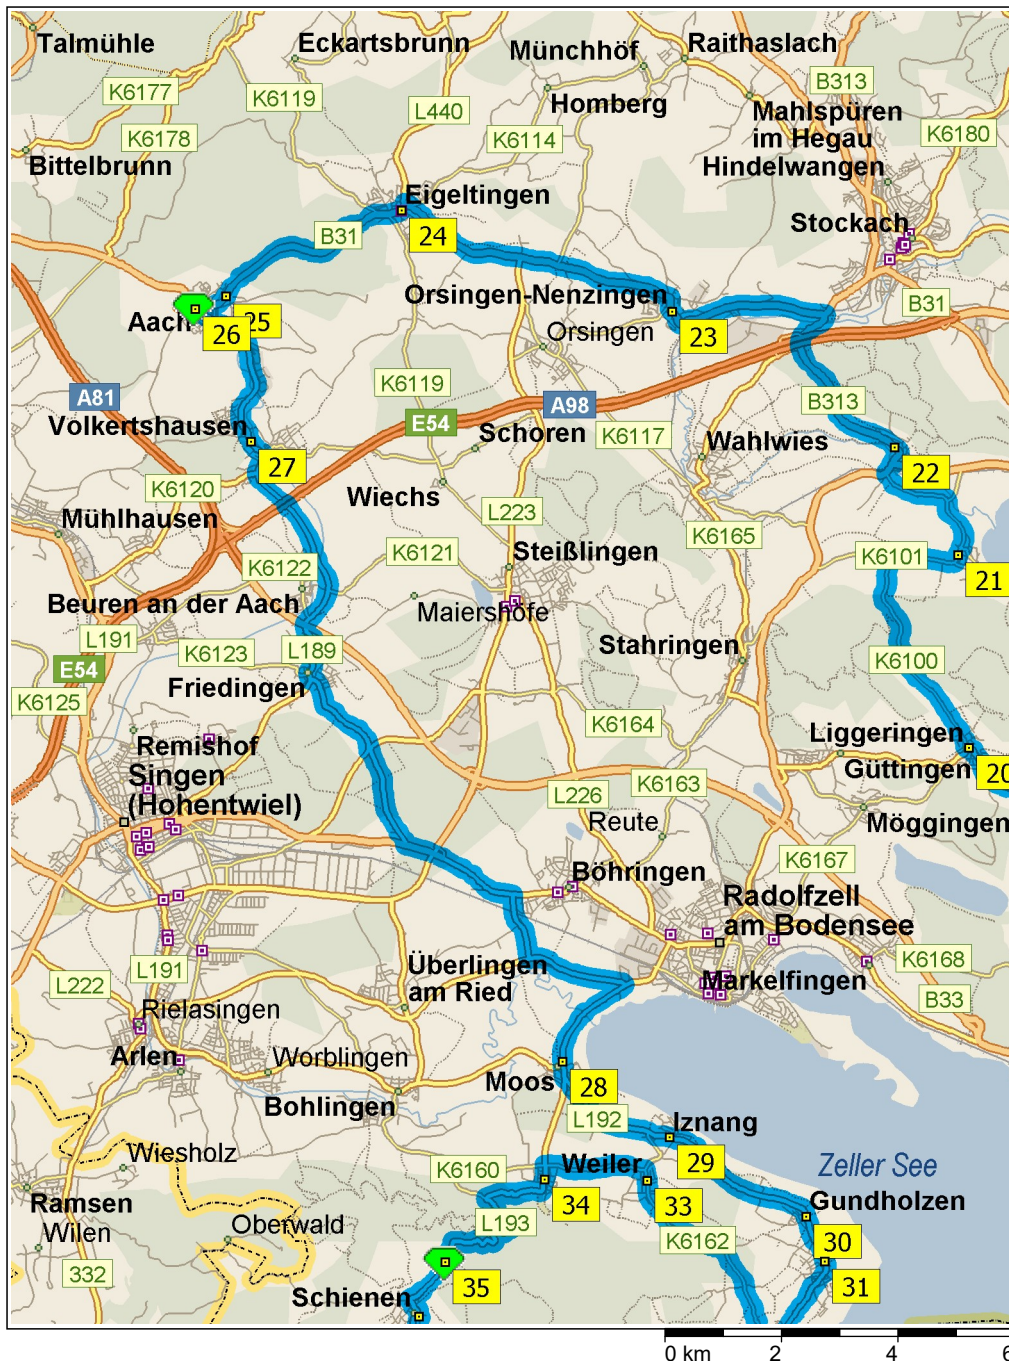 Talmühle
Eckartsbrunn
Münchhöf
Raithaslach
K6177
K6119
L440
Homberg
B313
Mahlspüren
im Hegau
K6178
K6114
K6180
Bittelbrunn
Hindelwangen
Eigeltingen
Stockach
B31
24
Orsingen-Nenzingen
B31
Aach
26
25
Orsingen
23
A81
K6119
A98
B313
Volkertshausen
E54
Schoren
K6117
Wahlwies
22
27
K6120
Wiechs
Mühlhausen
L223
K6165
K6121
Steißlingen
K6101
K6122
21
Beuren an der Aach
Maiershöfe
L191
K6123
L189
Stahringen
E54
K6100
K6125
Friedingen
K6164
Liggeringen
Remishof
Güttingen
20
Singen
(Hohentwiel)
K6163
L226
Reute
Möggingen
Böhringen
K6167
Radolfzell
am Bodensee
Überlingen
am Ried
K6168
L222
L191
Markelfingen
B33
Rielasingen
Arlen
Worblingen
Moos
28
Bohlingen
L192
Iznang
Wiesholz
K6160
Weiler
29
Zeller See
Ramsen
34
33
Gundholzen
Wilen
Oberwald
L193
K6162
30
332
35
31
Schienen
0 km 2 4 6